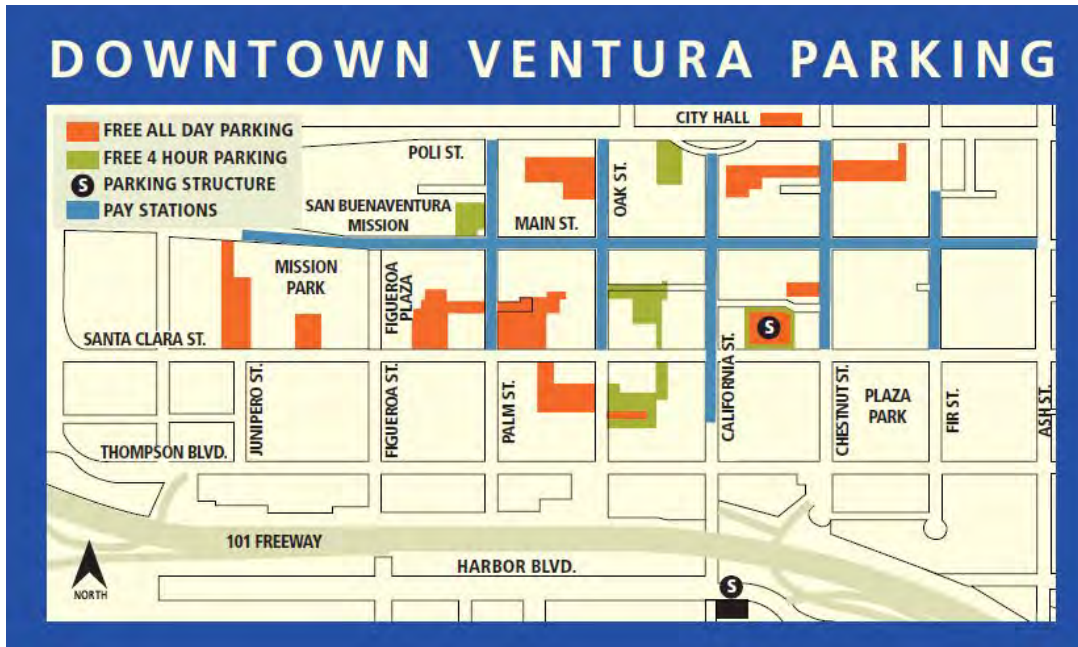 DOWNTOWN VENTURA PARKING
FREE ALL DAY PARKING
FREE 4 HOUR PARKING
S PARKING STRUCTURE
PAY STATIONS
CITY HALL
POLI ST.
OAK ST.
SAN BUENAVENTURA
MISSION
MAIN ST.
MISSION
PARK
FIGUEROA
PLAZA
S
SANTA CLARA ST.
JUNIPERO ST.
FIGUEROA ST.
PALM ST.
CALIFORNIA ST.
CHESTNUT ST.
PLAZA
PARK
FIR ST.
ASH ST.
THOMPSON BLVD.
101 FREEWAY
HARBOR BLVD.
S
NORTH